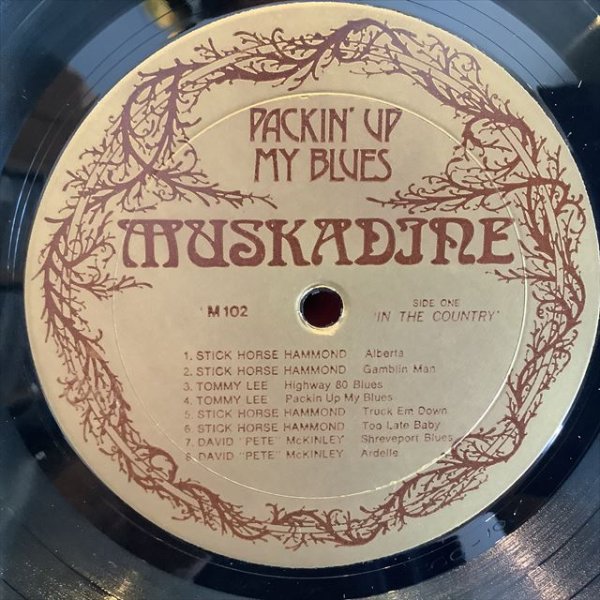 PACKIN' UP
MY BLUES
MUSKADINE
M 102
SIDE ONE
'IN THE COUNTRY'
1. STICK HORSE HAMMOND Alberta
2. STICK HORSE HAMMOND Gamblin Man
3. TOMMY LEE Highway 80 Blues
4. TOMMY LEE Packin Up My Blues
5. STICK HORSE HAMMOND Truck Em Down
6. STICK HORSE HAMMOND Too Late Baby
7. DAVID "PETE" McKINLEY Shreveport Blues
8. DAVID "PETE" McKINLEY Ardelle